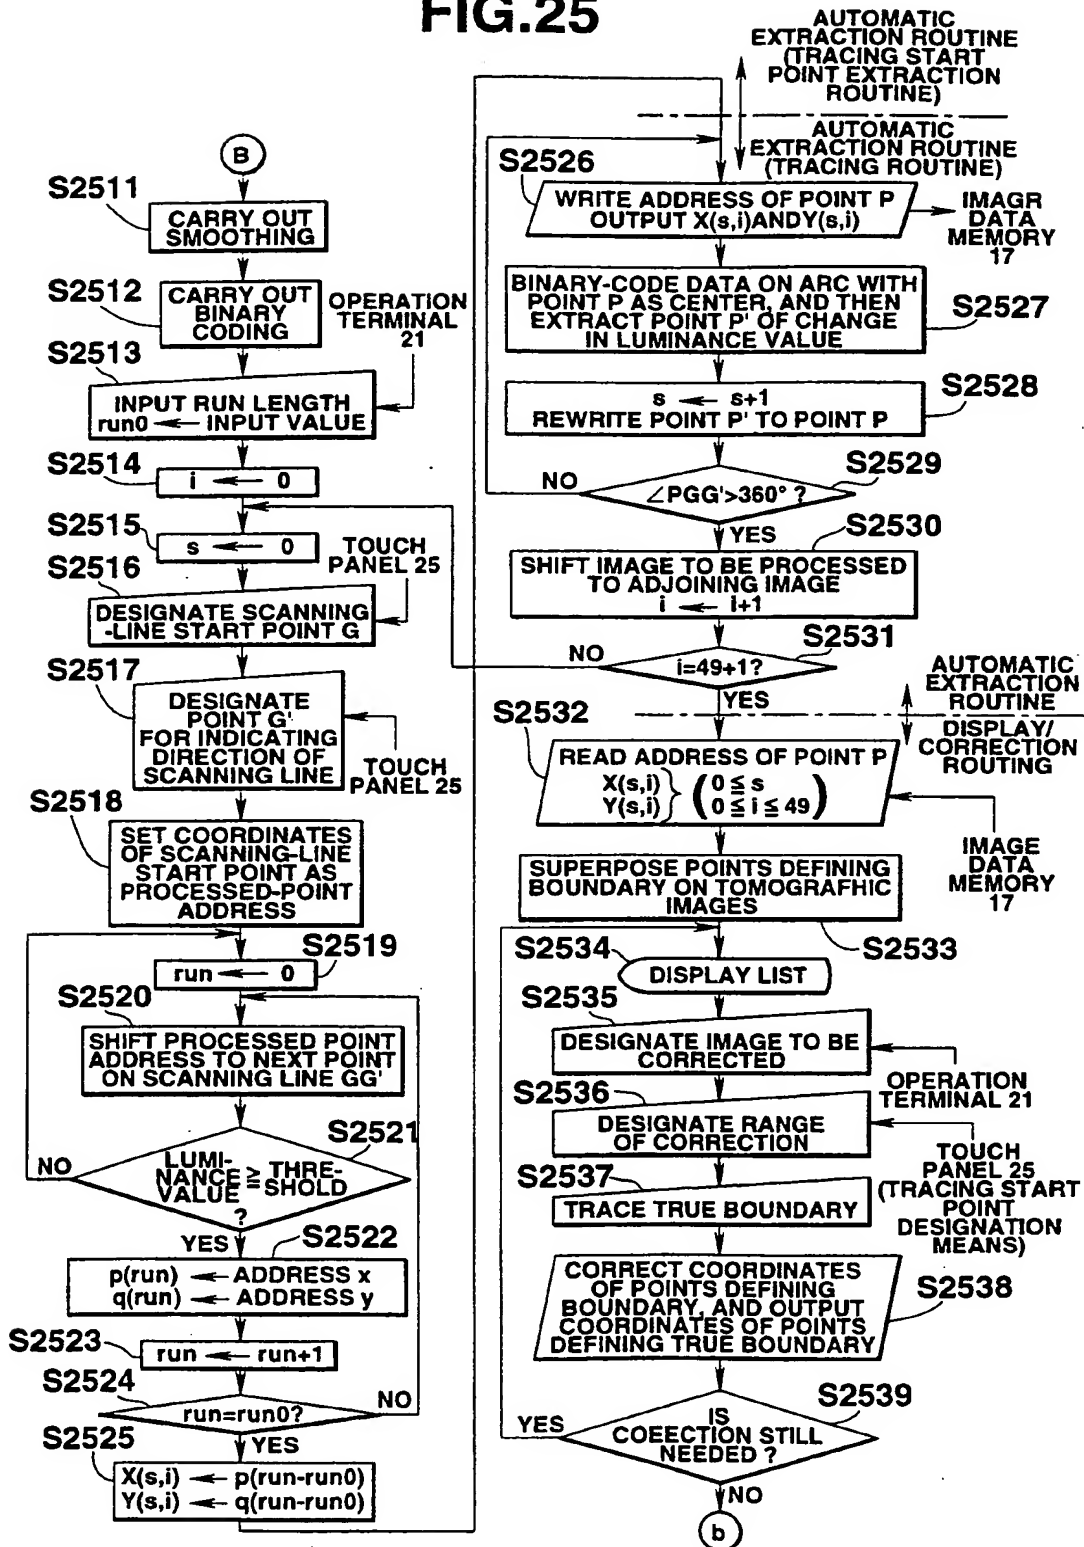 FIG.25
B
S2511
CARRY OUT
SMOOTHING
S2512
CARRY OUT
BINARY
CODING
OPERATION
TERMINAL
21
S2513
INPUT RUN LENGTH
run0 ← INPUT VALUE
S2514
i ← 0
S2515
s ← 0
TOUCH
PANEL 25
S2516
DESIGNATE SCANNING
-LINE START POINT G
S2517
DESIGNATE
POINT G'
FOR INDICATING
DIRECTION OF
SCANNING LINE
TOUCH
PANEL 25
S2518
SET COORDINATES
OF SCANNING-LINE
START POINT AS
PROCESSED-POINT
ADDRESS
S2519
run ← 0
S2520
SHIFT PROCESSED POINT
ADDRESS TO NEXT POINT
ON SCANNING LINE GG'
S2521
LUMI-
NANCE ≧ THRE-
VALUE SHOLD
?
NO
YES
S2522
p(run) ← ADDRESS x
q(run) ← ADDRESS y
S2523
run ← run+1
S2524
run=run0?
NO
YES
S2525
X(s,i) ← p(run-run0)
Y(s,i) ← q(run-run0)
AUTOMATIC
EXTRACTION ROUTINE
(TRACING START
POINT EXTRACTION
ROUTINE)
AUTOMATIC
EXTRACTION ROUTINE
(TRACING ROUTINE)
S2526
WRITE ADDRESS OF POINT P
OUTPUT X(s,i)ANDY(s,i)
IMAGR
DATA
MEMORY
17
BINARY-CODE DATA ON ARC WITH
POINT P AS CENTER, AND THEN
EXTRACT POINT P' OF CHANGE
IN LUMINANCE VALUE
S2527
s ← s+1
REWRITE POINT P' TO POINT P
S2528
S2529
∠PGG'>360° ?
NO
YES
S2530
SHIFT IMAGE TO BE PROCESSED
TO ADJOINING IMAGE
i ← i+1
S2531
i=49+1?
NO
YES
AUTOMATIC
EXTRACTION
ROUTINE
DISPLAY/
CORRECTION
ROUTING
S2532
READ ADDRESS OF POINT P
X(s,i) } ( 0 ≦ s
Y(s,i) } 0 ≦ i ≦ 49 )
IMAGE
DATA
MEMORY
17
SUPERPOSE POINTS DEFINING
BOUNDARY ON TOMOGRAFHIC
IMAGES
S2533
S2534
DISPLAY LIST
S2535
DESIGNATE IMAGE TO BE
CORRECTED
OPERATION
TERMINAL 21
S2536
DESIGNATE RANGE
OF CORRECTION
TOUCH
PANEL 25
(TRACING START
POINT
DESIGNATION
MEANS)
S2537
TRACE TRUE BOUNDARY
CORRECT COORDINATES
OF POINTS DEFINING
BOUNDARY, AND OUTPUT
COORDINATES OF POINTS
DEFINING TRUE BOUNDARY
S2538
S2539
IS
COEECTION STILL
NEEDED ?
YES
NO
b